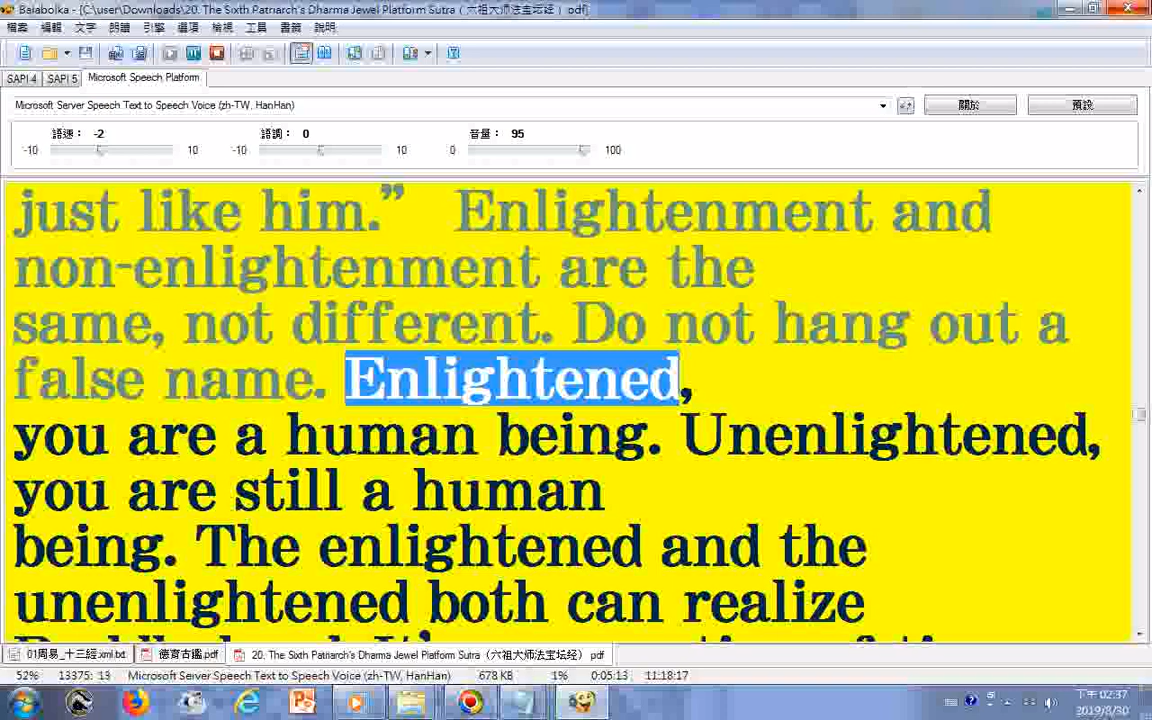 Balabolka - [C:\user\Downloads\20. The Sixth Patriarch's Dharma Jewel Platform Sutra（六祖大师法宝坛经）.pdf]
檔案 編輯 文字 朗讀 引擎 選項 檢視 工具 書籤 說明
SAPI 4 SAPI 5 Microsoft Speech Platform
Microsoft Server Speech Text to Speech Voice (zh-TW, HanHan) 關於 預設
語速： -2 語調： 0 音量： 95
-10 10 -10 10 0 100
just like him.” Enlightenment and
non-enlightenment are the
same, not different. Do not hang out a
false name. Enlightened,
you are a human being. Unenlightened,
you are still a human
being. The enlightened and the
unenlightened both can realize
01周易_十三經.xml.txt 德育古鑑.pdf 20. The Sixth Patriarch's Dharma Jewel Platform Sutra（六祖大师法宝坛经）.pdf
52% 13375: 13 Microsoft Server Speech Text to Speech Voice (zh-TW, HanHan) 678 KB 1% 0:05:13 11:18:17
下午 02:37
2019/8/30